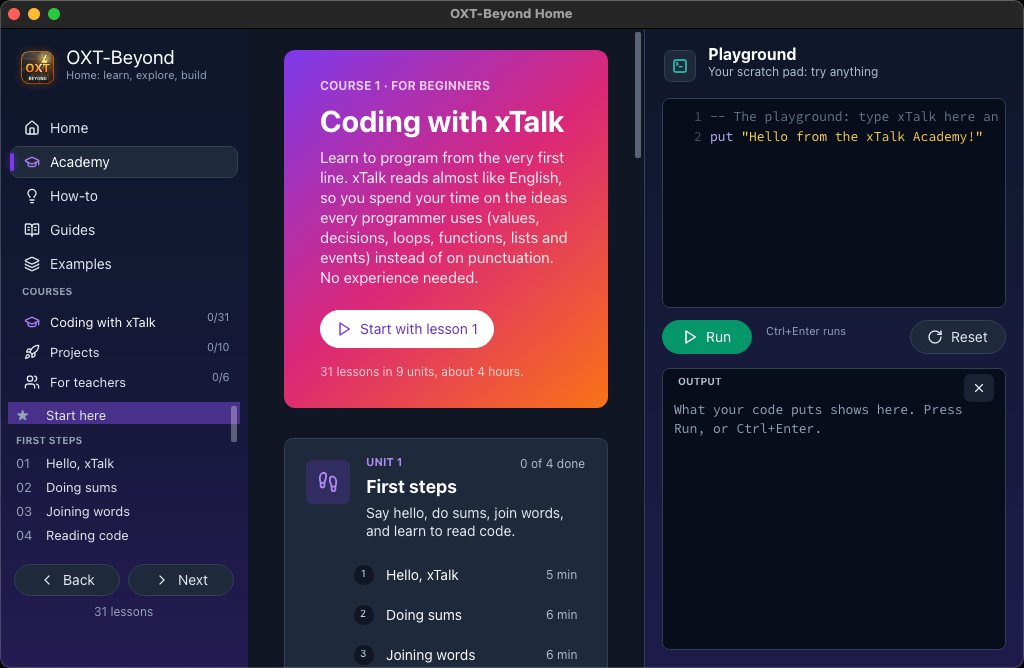 OXT-Beyond Home
OXT
BEYOND
OXT-Beyond
Home: learn, explore, build
Home
Academy
How-to
Guides
Examples
COURSES
Coding with xTalk 0/31
Projects 0/10
For teachers 0/6
Start here
FIRST STEPS
01 Hello, xTalk
02 Doing sums
03 Joining words
04 Reading code
Back Next
31 lessons
COURSE 1 · FOR BEGINNERS
Coding with xTalk
Learn to program from the very first
line. xTalk reads almost like English,
so you spend your time on the ideas
every programmer uses (values,
decisions, loops, functions, lists and
events) instead of on punctuation.
No experience needed.
Start with lesson 1
31 lessons in 9 units, about 4 hours.
UNIT 1 0 of 4 done
First steps
Say hello, do sums, join words,
and learn to read code.
1 Hello, xTalk 5 min
2 Doing sums 6 min
3 Joining words 6 min
Playground
Your scratch pad: try anything
1 -- The playground: type xTalk here an
2 put "Hello from the xTalk Academy!"
Run Ctrl+Enter runs Reset
OUTPUT
What your code puts shows here. Press
Run, or Ctrl+Enter.